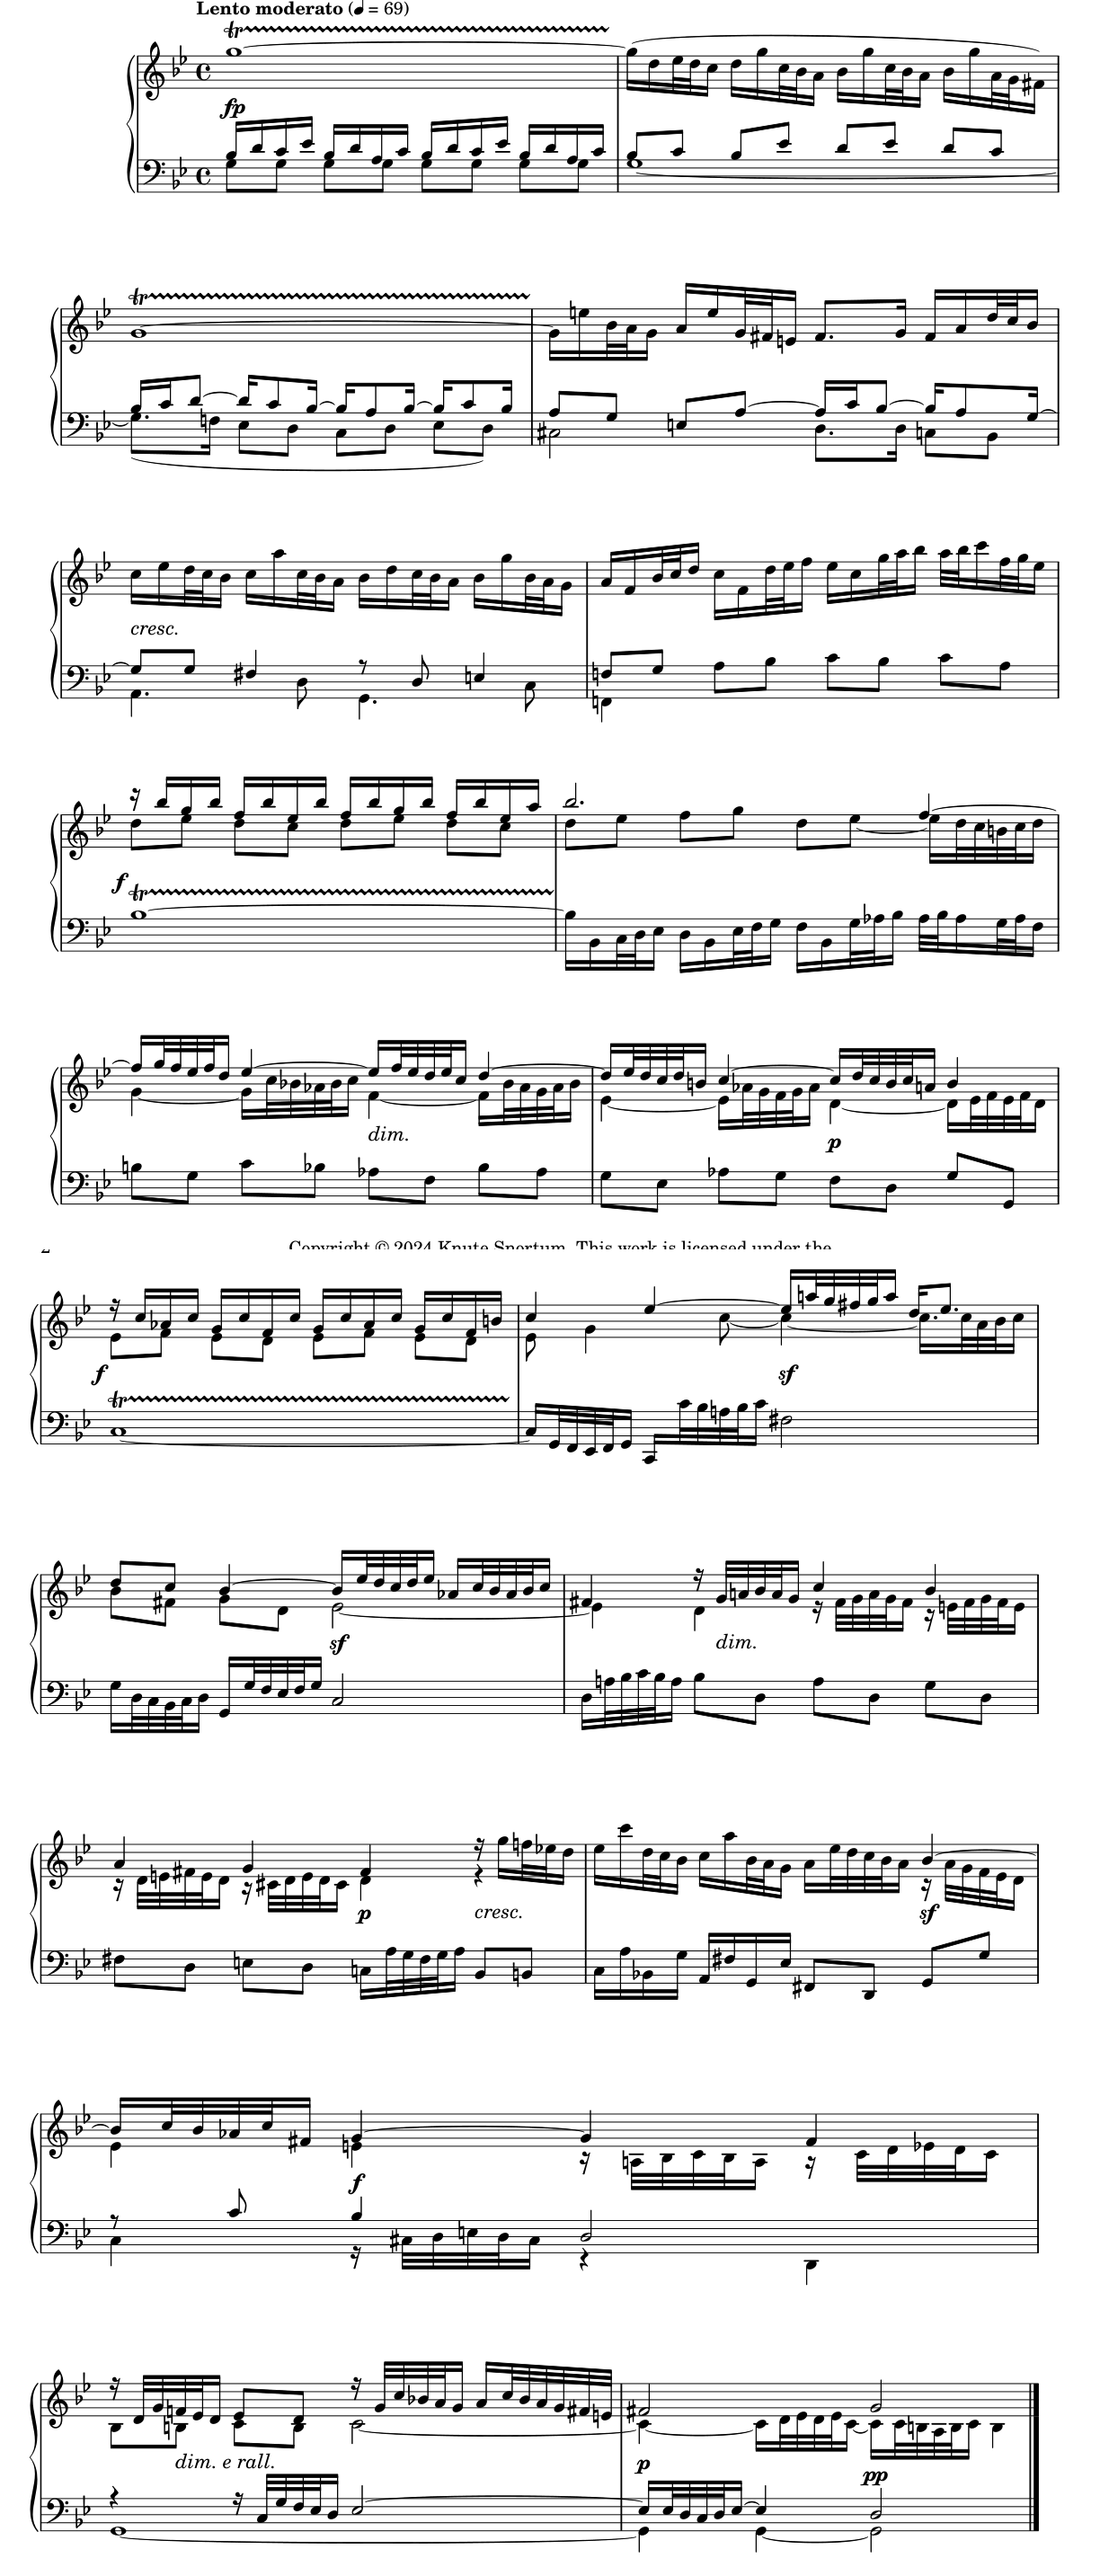 Lento moderato (♩ = 69)
fp
cresc.
f
dim.
p
2 Copyright © 2024 Knute Snortum. This work is licensed under the
f
sf
sf
dim.
p
cresc.
sf
f
dim. e rall.
p
pp